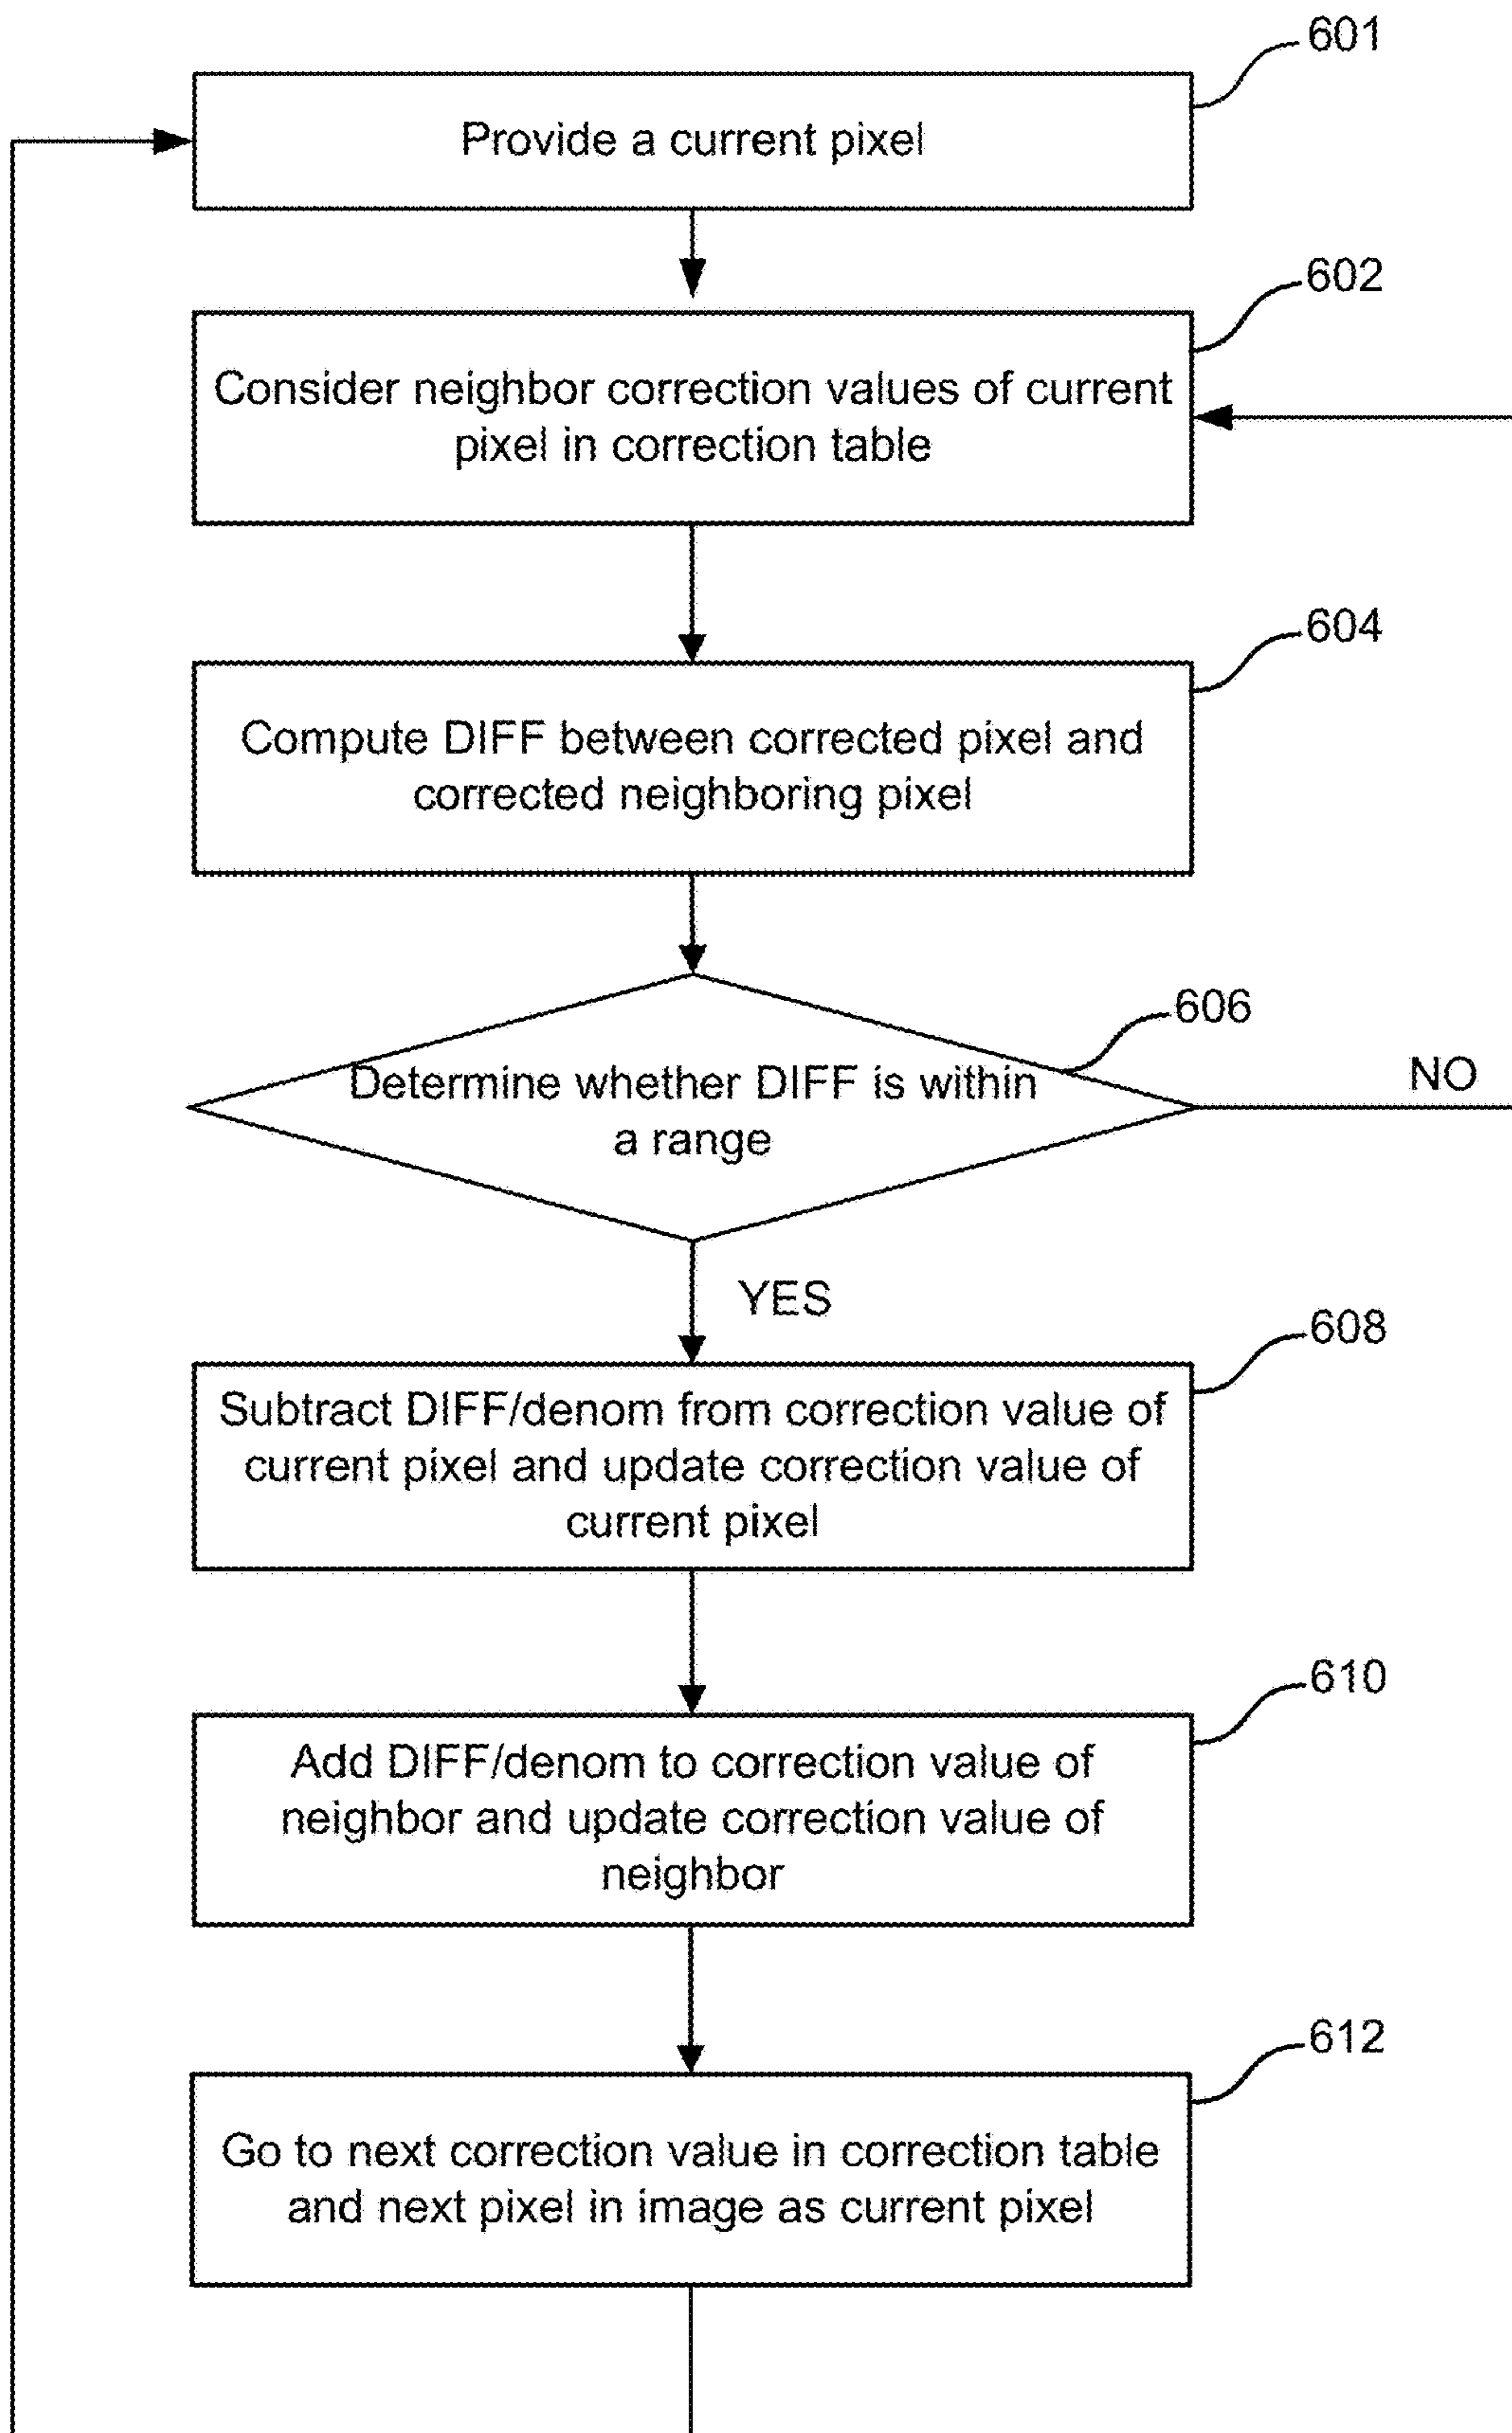 601
Provide a current pixel
602
Consider neighbor correction values of current
pixel in correction table
604
Compute DIFF between corrected pixel and
corrected neighboring pixel
606
Determine whether DIFF is within
a range
NO
YES
608
Subtract DIFF/denom from correction value of
current pixel and update correction value of
current pixel
610
Add DIFF/denom to correction value of
neighbor and update correction value of
neighbor
612
Go to next correction value in correction table
and next pixel in image as current pixel